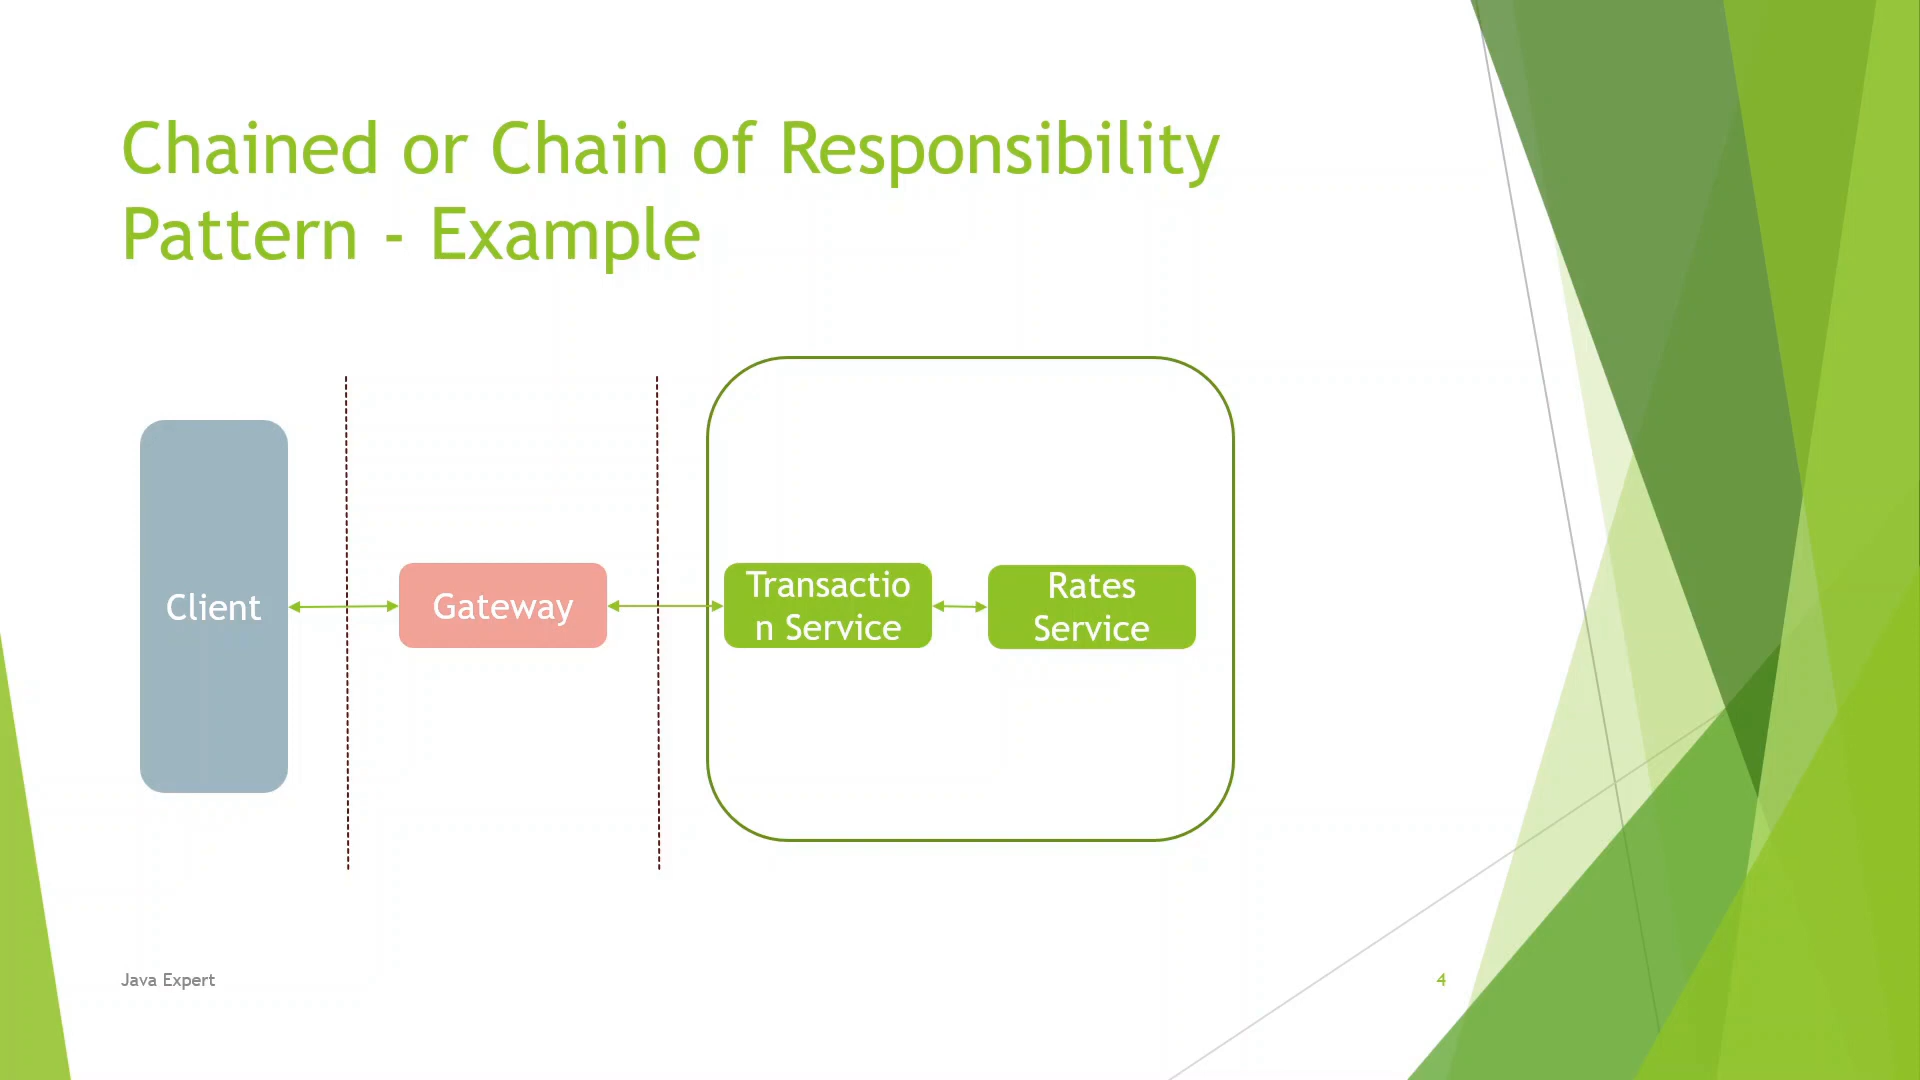 Chained or Chain of Responsibility
Pattern - Example
Client
Gateway
Transactio
n Service
Rates
Service
Java Expert
4